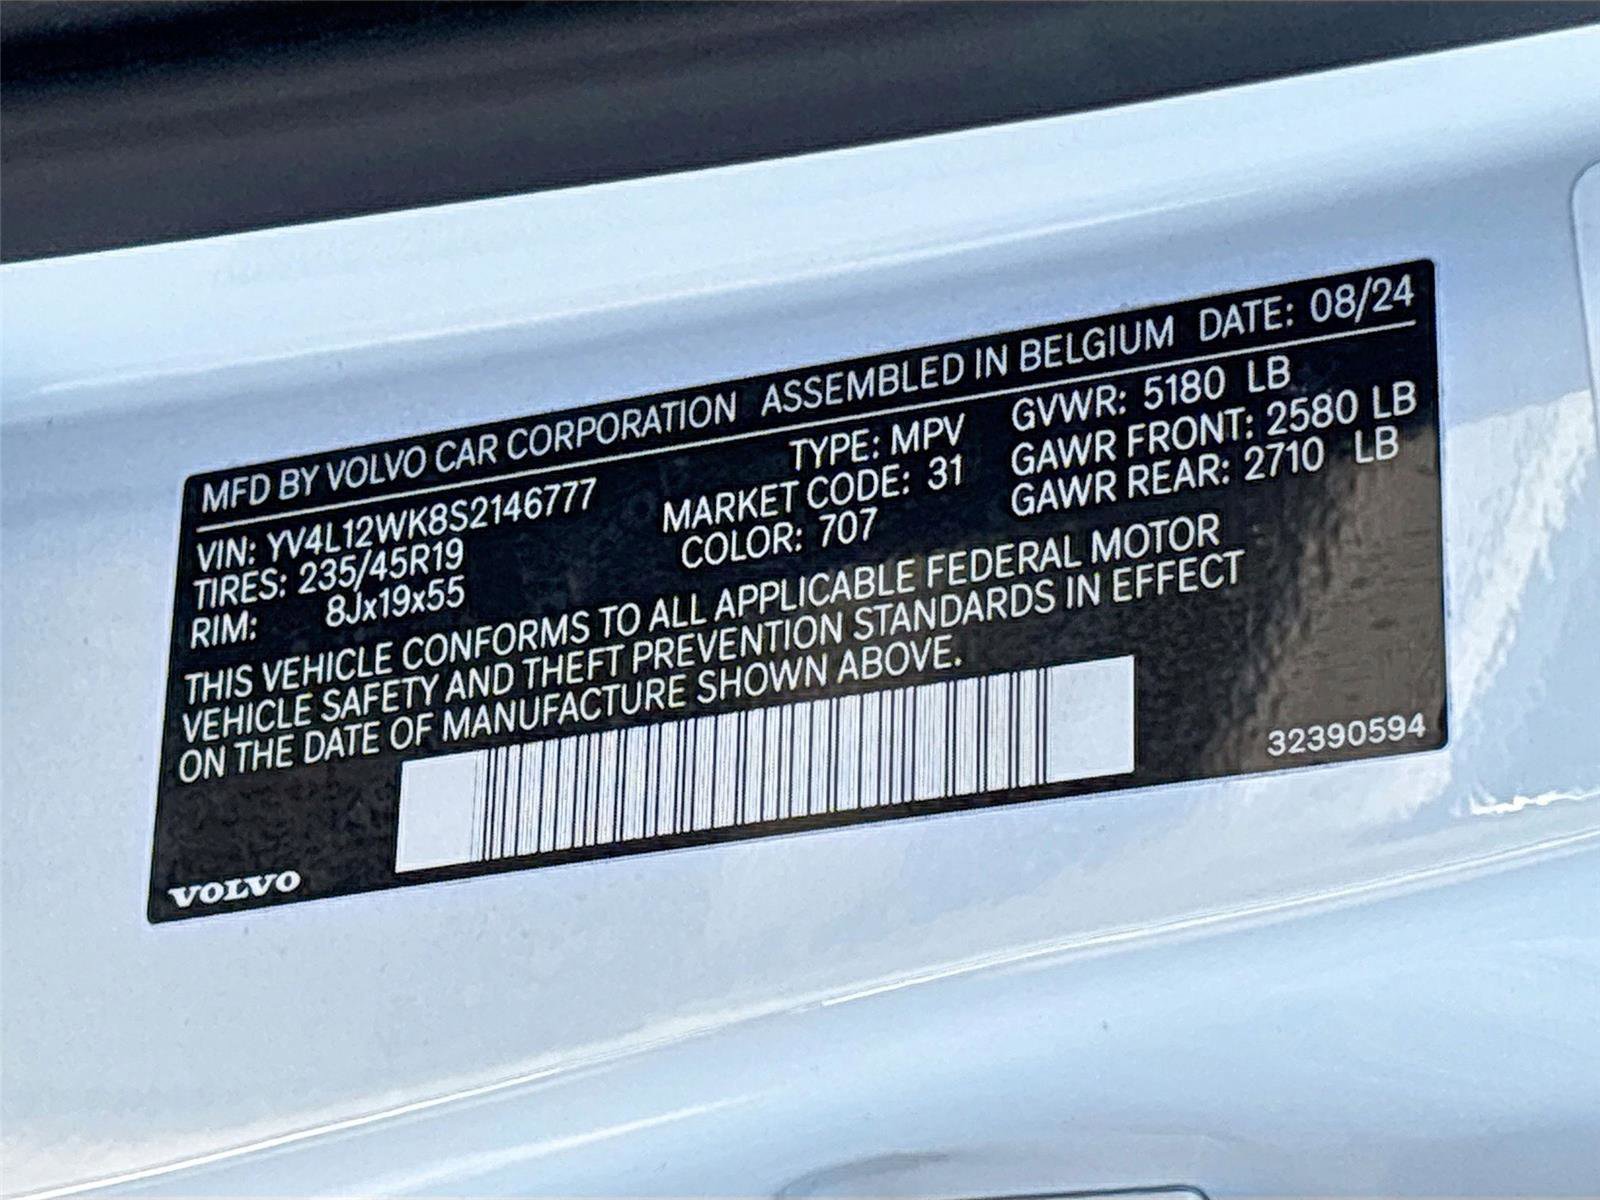 MFD BY VOLVO CAR CORPORATION ASSEMBLED IN BELGIUM DATE: 08/24
VIN: YV4L12WK8S2146777 TYPE: MPV GVWR: 5180 LB
TIRES: 235/45R19 MARKET CODE: 31 GAWR FRONT: 2580 LB
RIM: 8Jx19x55 COLOR: 707 GAWR REAR: 2710 LB
THIS VEHICLE CONFORMS TO ALL APPLICABLE FEDERAL MOTOR
VEHICLE SAFETY AND THEFT PREVENTION STANDARDS IN EFFECT
ON THE DATE OF MANUFACTURE SHOWN ABOVE.
32390594
VOLVO